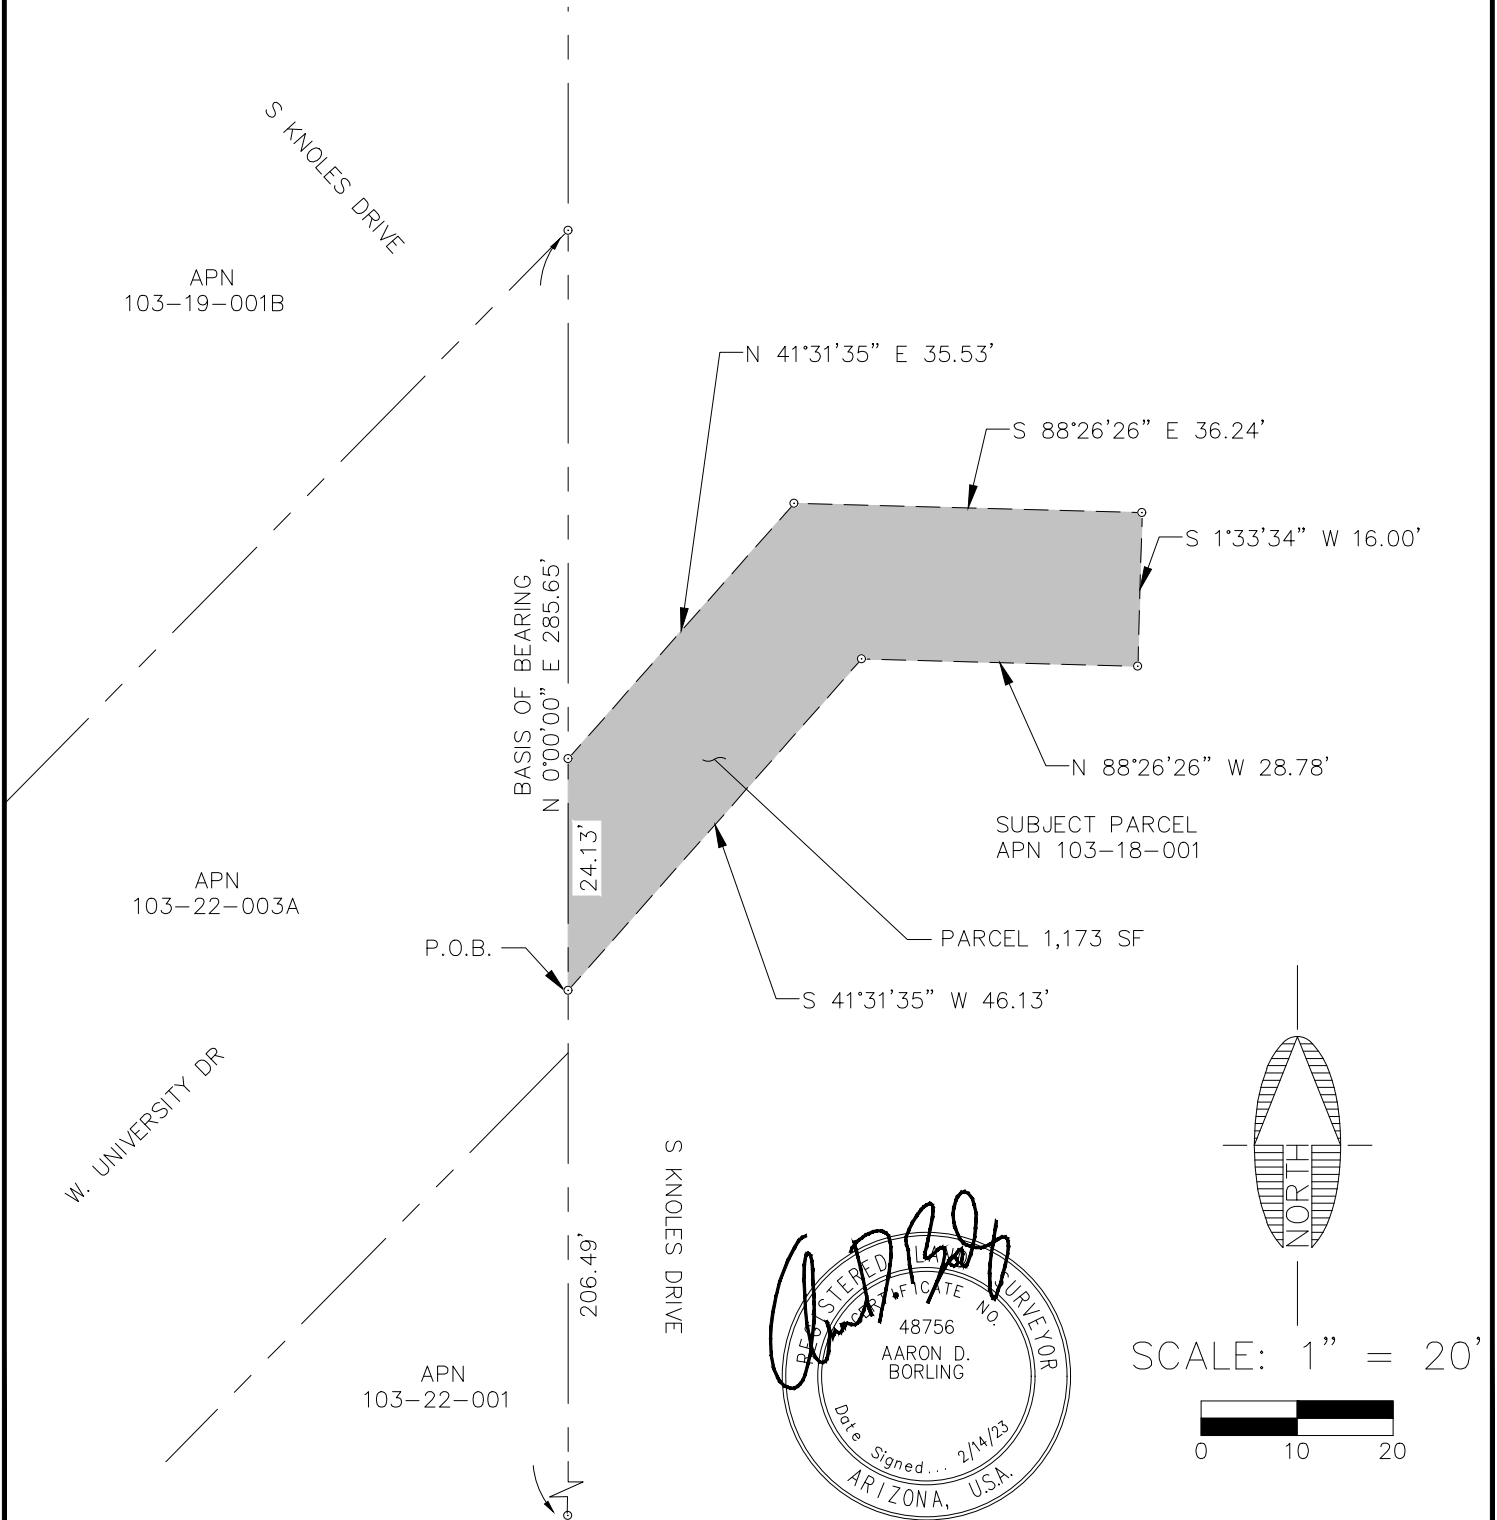 S KNOLES DRIVE
APN
103-19-001B
N 41°31'35" E 35.53'
S 88°26'26" E 36.24'
S 1°33'34" W 16.00'
BASIS OF BEARING
N 0°00'00" E 285.65'
N 88°26'26" W 28.78'
SUBJECT PARCEL
APN 103-18-001
24.13'
APN
103-22-003A
P.O.B.
PARCEL 1,173 SF
S 41°31'35" W 46.13'
W. UNIVERSITY DR
S KNOLES DRIVE
206.49'
NORTH
REGISTERED LAND SURVEYOR
CERTIFICATE NO.
48756
AARON D.
BORLING
Date Signed... 2/14/23
ARIZONA, U.S.A.
SCALE: 1" = 20'
0 10 20
APN
103-22-001